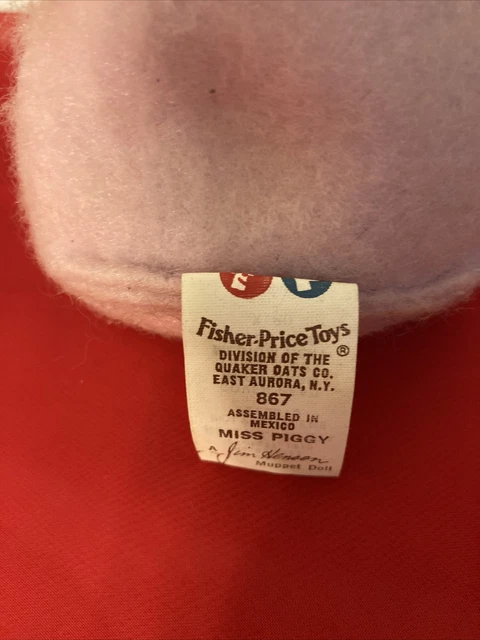 F P
Fisher-Price Toys®
DIVISION OF THE
QUAKER OATS CO.
EAST AURORA, N.Y.
867
ASSEMBLED IN
MEXICO
MISS PIGGY
A Jim Henson
Muppet Doll